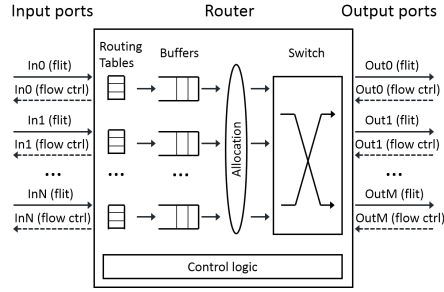 Input ports Router Output ports
Routing Tables Buffers Switch
In0 (flit) Out0 (flit)
In0 (flow ctrl) Out0 (flow ctrl)
In1 (flit) Out1 (flit)
In1 (flow ctrl) Out1 (flow ctrl)
Allocation
... ... ... ...
InN (flit) OutM (flit)
InN (flow ctrl) OutM (flow ctrl)
Control logic